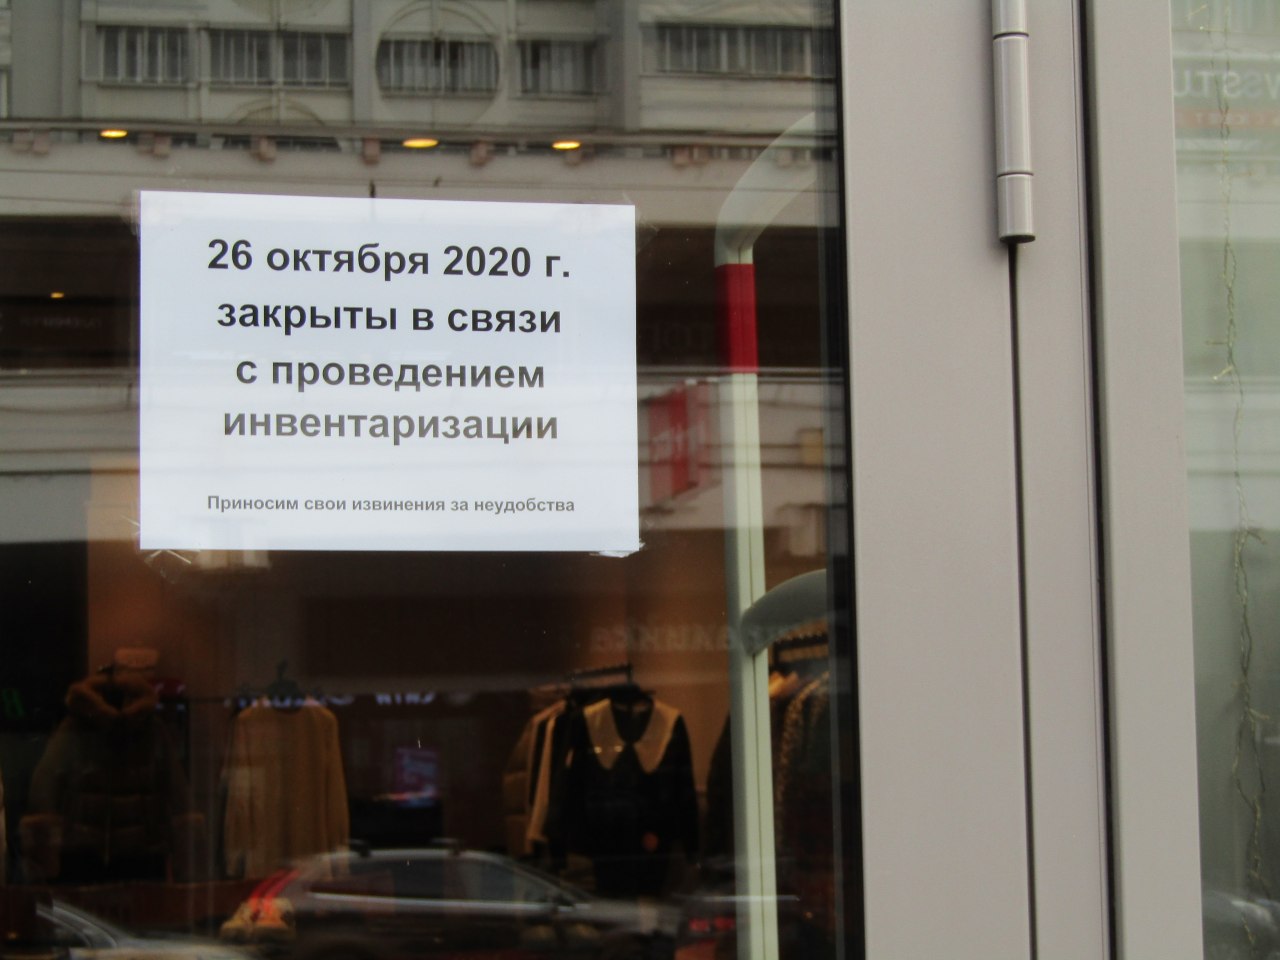 26 октября 2020 г.
закрыты в связи
с проведением
инвентаризации
Приносим свои извинения за неудобства